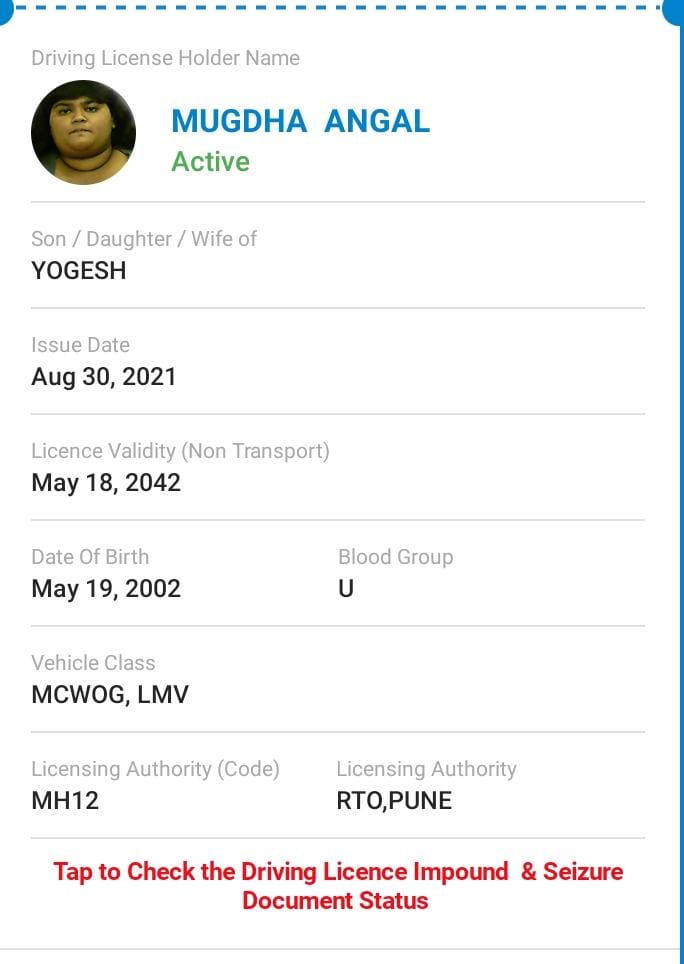 Driving License Holder Name
MUGDHA ANGAL
Active
Son / Daughter / Wife of
YOGESH
Issue Date
Aug 30, 2021
Licence Validity (Non Transport)
May 18, 2042
Date Of Birth Blood Group
May 19, 2002 U
Vehicle Class
MCWOG, LMV
Licensing Authority (Code) Licensing Authority
MH12 RTO,PUNE
Tap to Check the Driving Licence Impound & Seizure
Document Status